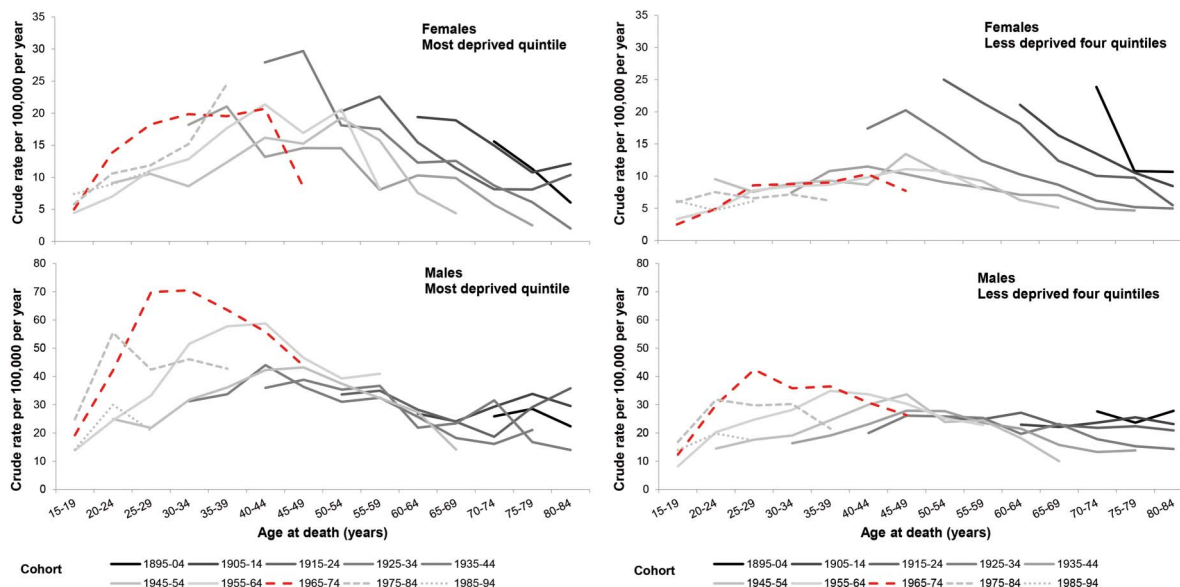 Females
Most deprived quintile
Crude rate per 100,000 per year
35
30
25
20
15
10
5
0
Females
Less deprived four quintiles
Crude rate per 100,000 per year
35
30
25
20
15
10
5
0
Males
Most deprived quintile
Crude rate per 100,000 per year
80
70
60
50
40
30
20
10
0
15-19 20-24 25-29 30-34 35-39 40-44 45-49 50-54 55-59 60-64 65-69 70-74 75-79 80-84
Age at death (years)
Males
Less deprived four quintiles
Crude rate per 100,000 per year
80
70
60
50
40
30
20
10
0
15-19 20-24 25-29 30-34 35-39 40-44 45-49 50-54 55-59 60-64 65-69 70-74 75-79 80-84
Age at death (years)
Cohort
1895-04 1905-14 1915-24 1925-34 1935-44
1945-54 1955-64 1965-74 1975-84 1985-94
Cohort
1895-04 1905-14 1915-24 1925-34 1935-44
1945-54 1955-64 1965-74 1975-84 1985-94